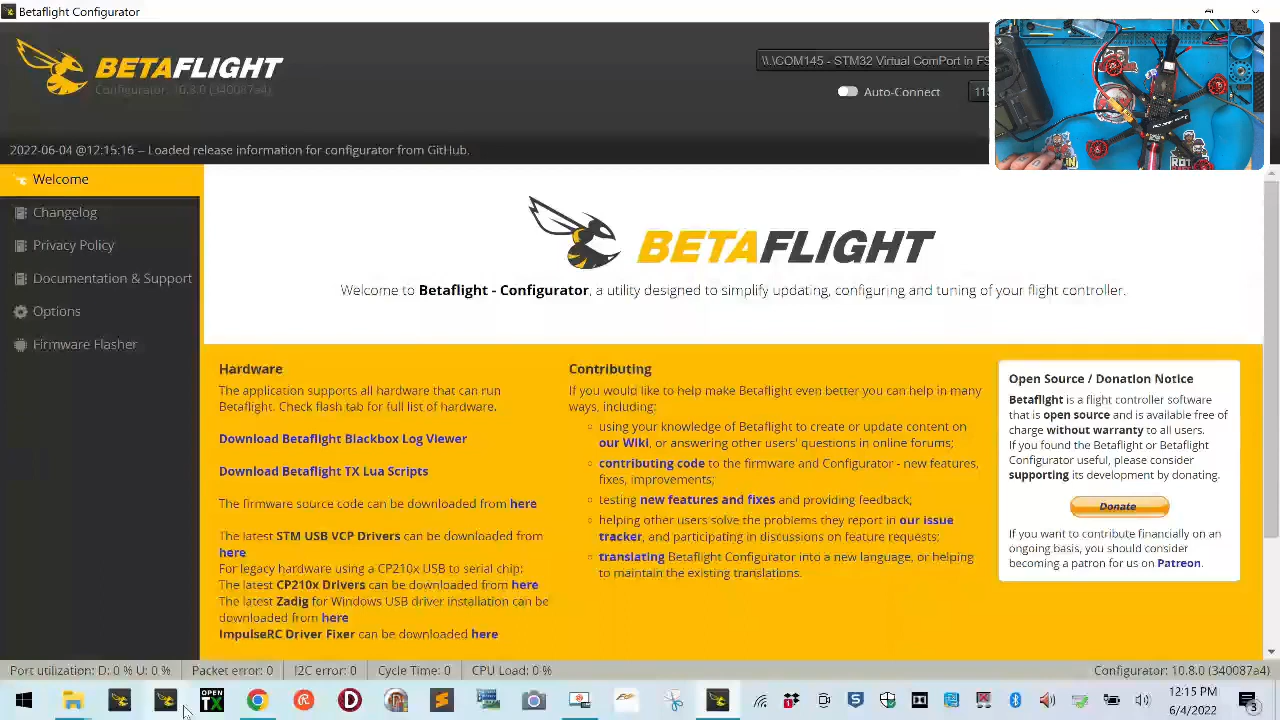 Betaflight Configurator
BETAFLIGHT
Configurator: 10.8.0 (340087a4)
\\.\COM145 - STM32 Virtual ComPort in FS
Auto-Connect
115
2022-06-04 @12:15:16 -- Loaded release information for configurator from GitHub.
Welcome
Changelog
Privacy Policy
Documentation & Support
Options
Firmware Flasher
BETAFLIGHT
Welcome to Betaflight - Configurator, a utility designed to simplify updating, configuring and tuning of your flight controller.
Hardware
The application supports all hardware that can run
Betaflight. Check flash tab for full list of hardware.
Download Betaflight Blackbox Log Viewer
Download Betaflight TX Lua Scripts
The firmware source code can be downloaded from here
The latest STM USB VCP Drivers can be downloaded from
here
For legacy hardware using a CP210x USB to serial chip:
The latest CP210x Drivers can be downloaded from here
The latest Zadig for Windows USB driver installation can be
downloaded from here
ImpulseRC Driver Fixer can be downloaded here
Contributing
If you would like to help make Betaflight even better you can help in many
ways, including:
using your knowledge of Betaflight to create or update content on
our Wiki, or answering other users' questions in online forums;
contributing code to the firmware and Configurator - new features,
fixes, improvements;
testing new features and fixes and providing feedback;
helping other users solve the problems they report in our issue
tracker, and participating in discussions on feature requests;
translating Betaflight Configurator into a new language, or helping
to maintain the existing translations.
Open Source / Donation Notice
Betaflight is a flight controller software
that is open source and is available free of
charge without warranty to all users.
If you found the Betaflight or Betaflight
Configurator useful, please consider
supporting its development by donating.
Donate
If you want to contribute financially on an
ongoing basis, you should consider
becoming a patron for us on Patreon.
Port utilization: D: 0 % U: 0 %
Packet error: 0
I2C error: 0
Cycle Time: 0
CPU Load: 0 %
Configurator: 10.8.0 (340087a4)
OPEN
TX
12:15 PM
6/4/2022
3